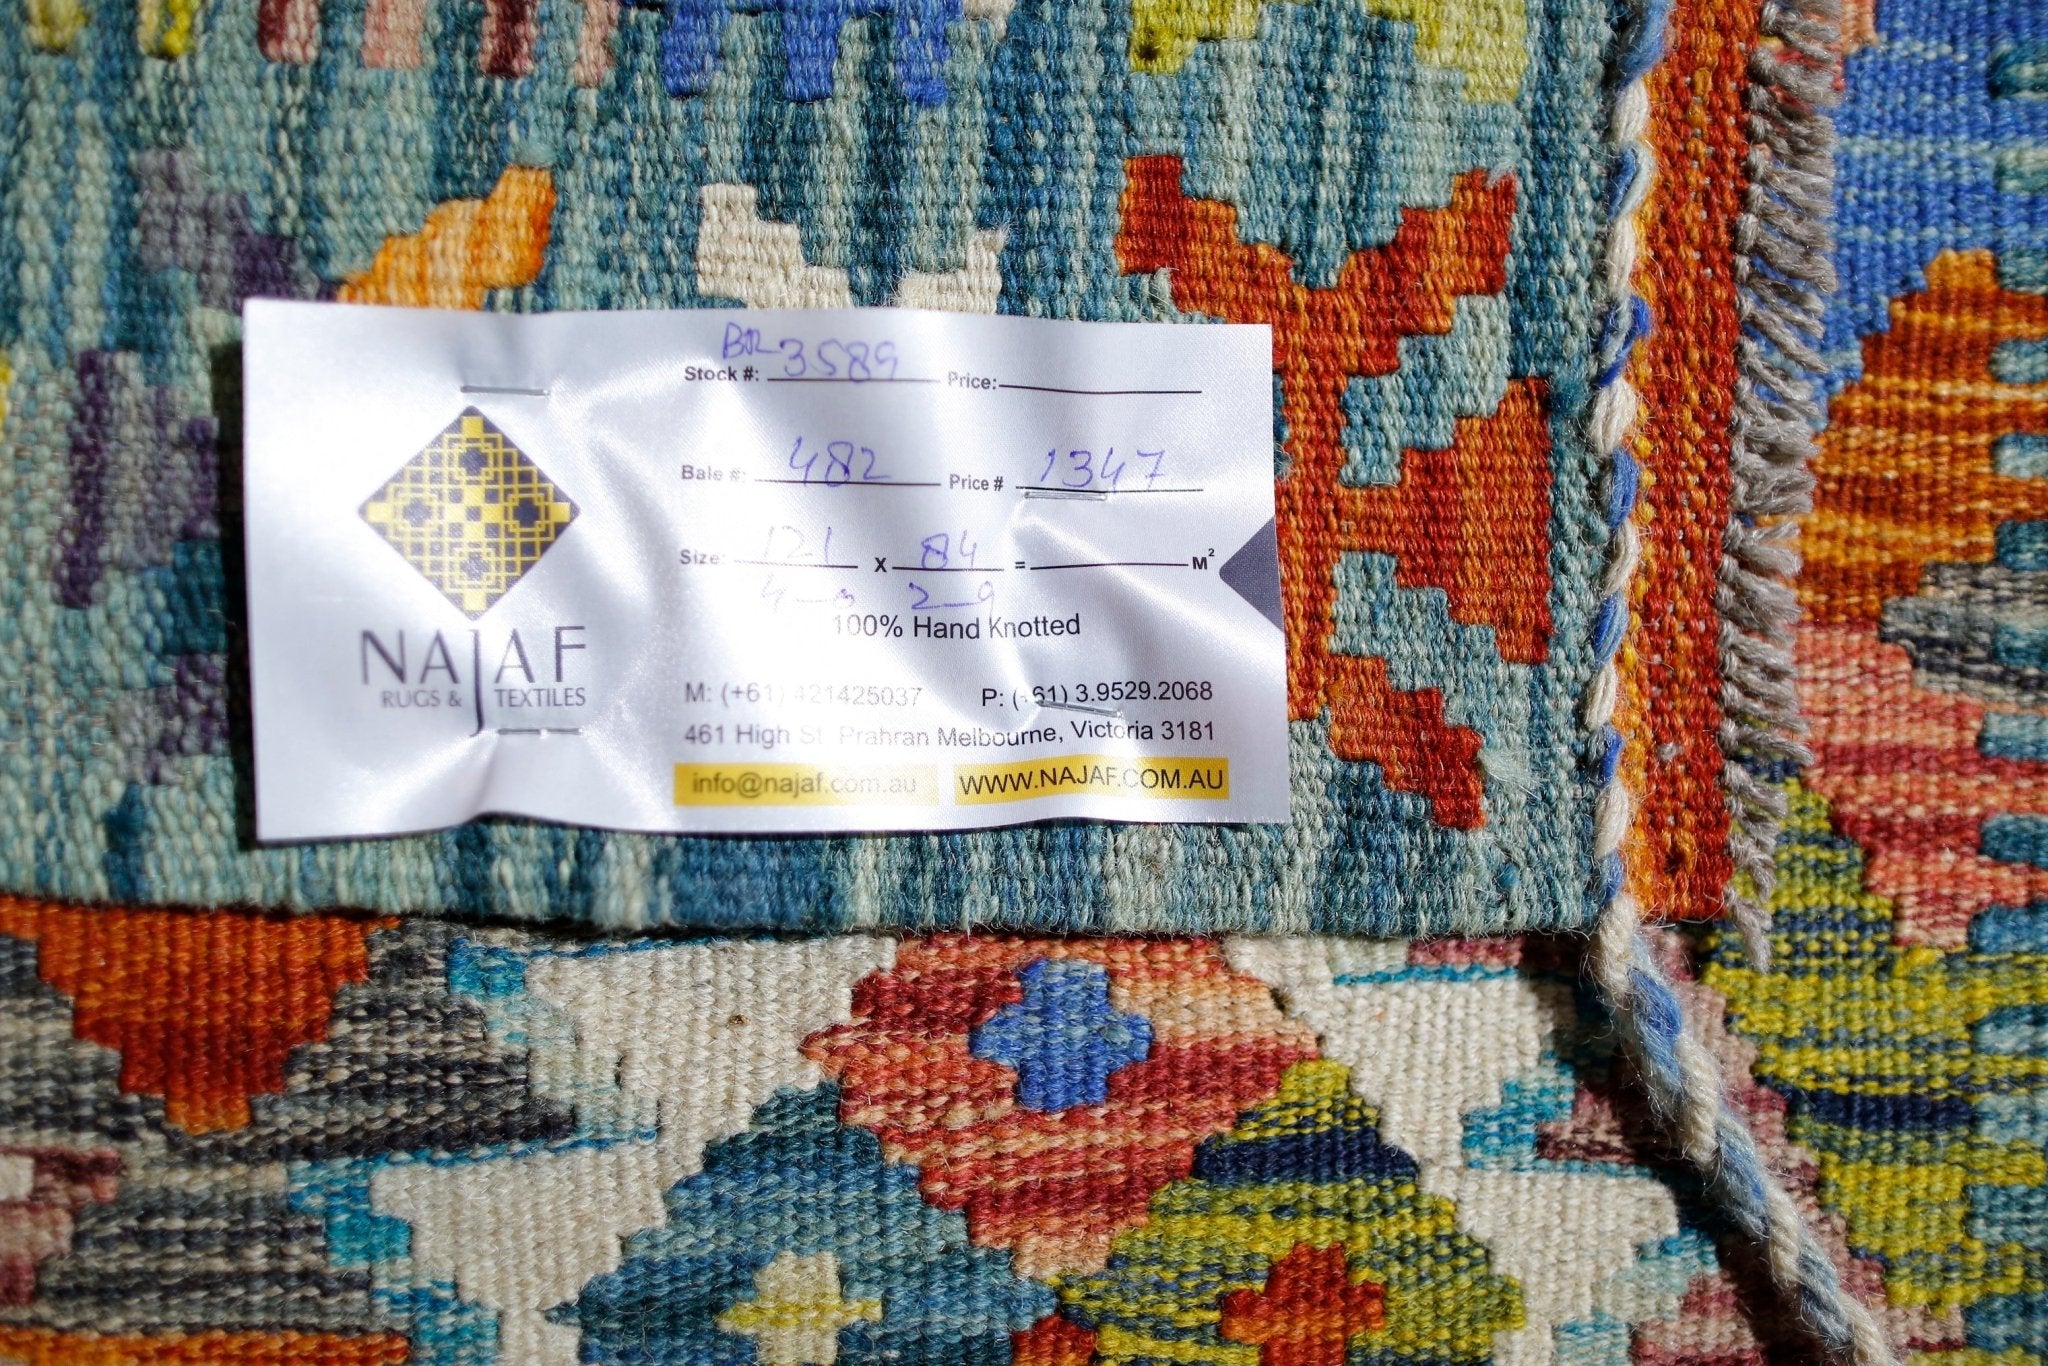 NAJAF
RUGS & TEXTILES
Stock #: BR 3589 Price:
Bale #: 482 Price # 1347
Size: 121 X 84 = M²
4-0 2-9
100% Hand Knotted
M: (+61) 421425037 P: (+61) 3.9529.2068
461 High St, Prahran Melbourne, Victoria 3181
info@najaf.com.au WWW.NAJAF.COM.AU